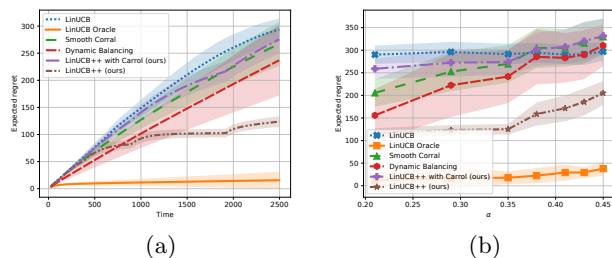 Expected regret
300
250
200
150
100
50
0
LinUCB
LinUCB Oracle
Smooth Corral
Dynamic Balancing
LinUCB++ with Carrol (ours)
LinUCB++ (ours)
0
500
1000
1500
2000
2500
Time
(a)
Expected regret
350
300
250
200
150
100
50
0
LinUCB
LinUCB Oracle
Smooth Corral
Dynamic Balancing
LinUCB++ with Carrol (ours)
LinUCB++ (ours)
0.20
0.25
0.30
0.35
0.40
0.45
α
(b)